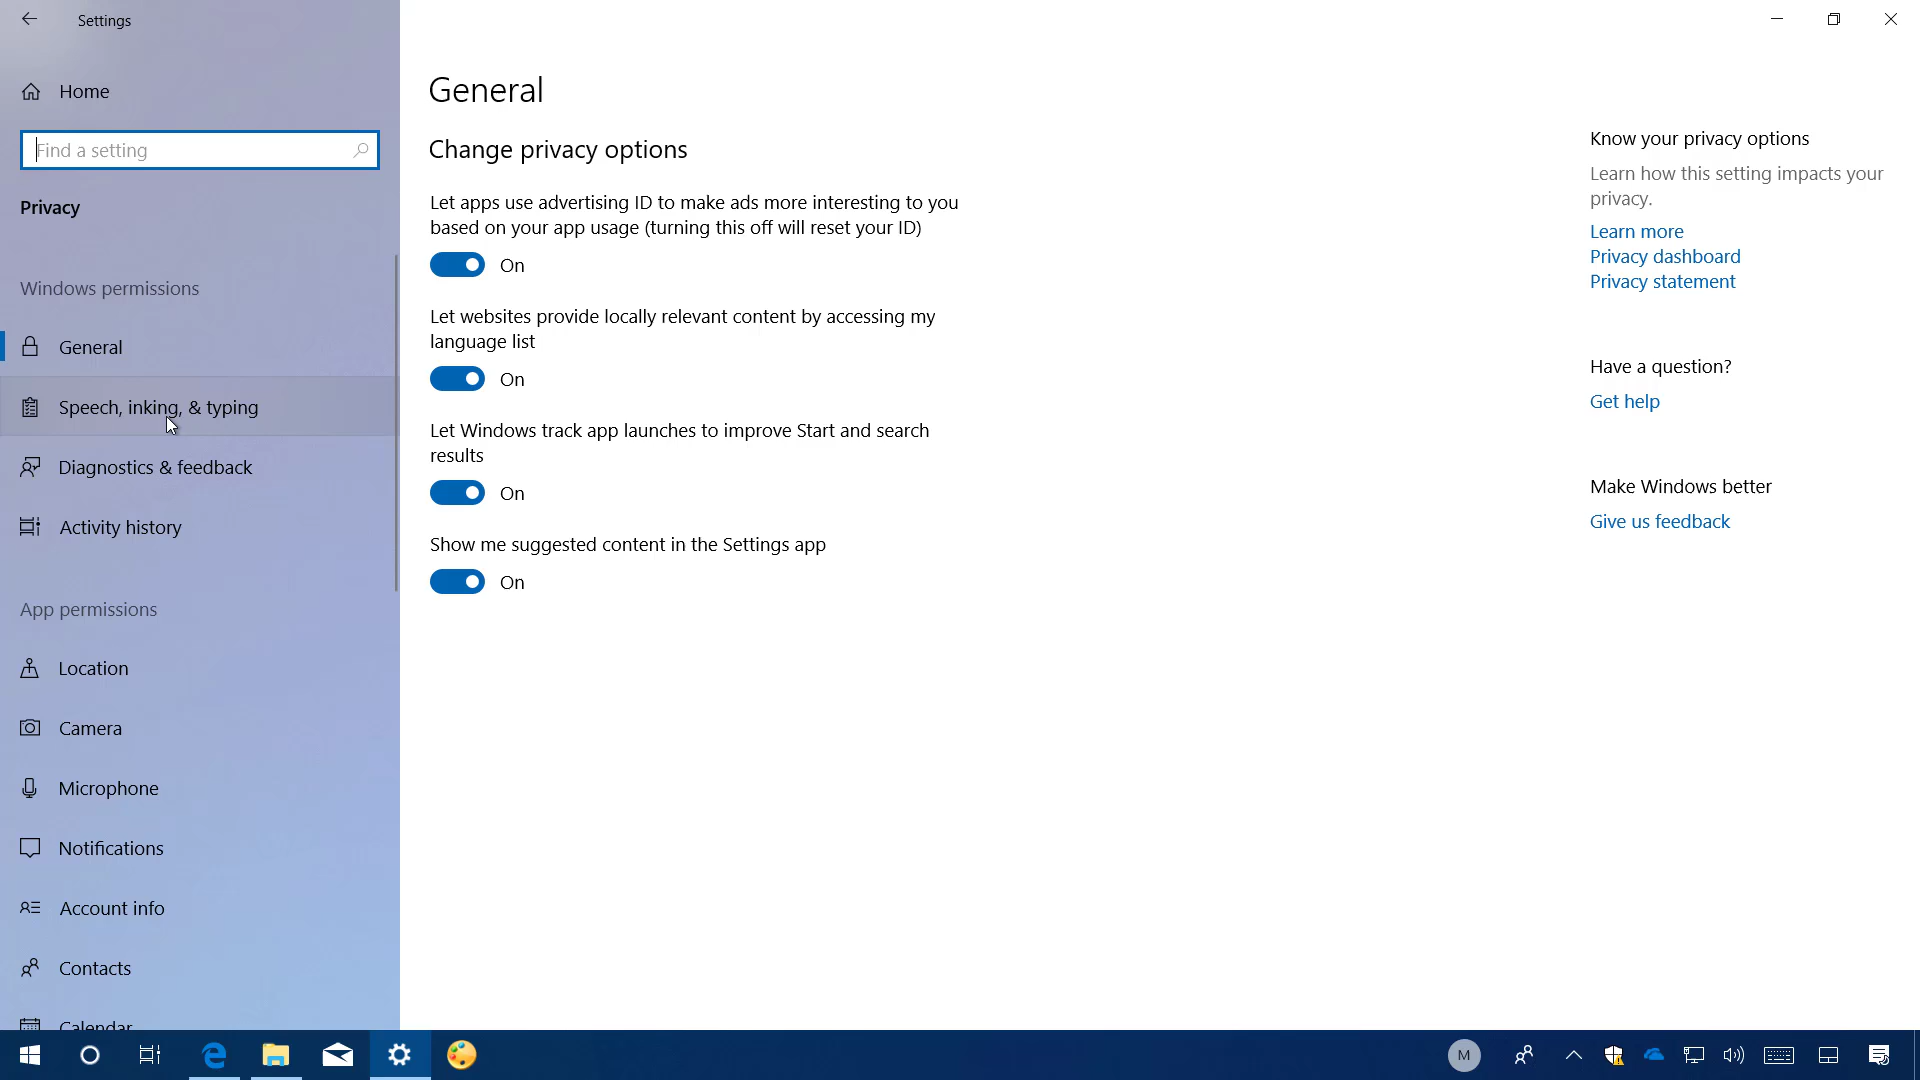 Settings
Home
Find a setting
Privacy
Windows permissions
General
Speech, inking, & typing
Diagnostics & feedback
Activity history
App permissions
Location
Camera
Microphone
Notifications
Account info
Contacts
Calendar
General
Change privacy options
Let apps use advertising ID to make ads more interesting to you
based on your app usage (turning this off will reset your ID)
On
Let websites provide locally relevant content by accessing my
language list
On
Let Windows track app launches to improve Start and search
results
On
Show me suggested content in the Settings app
On
Know your privacy options
Learn how this setting impacts your
privacy.
Learn more
Privacy dashboard
Privacy statement
Have a question?
Get help
Make Windows better
Give us feedback
M